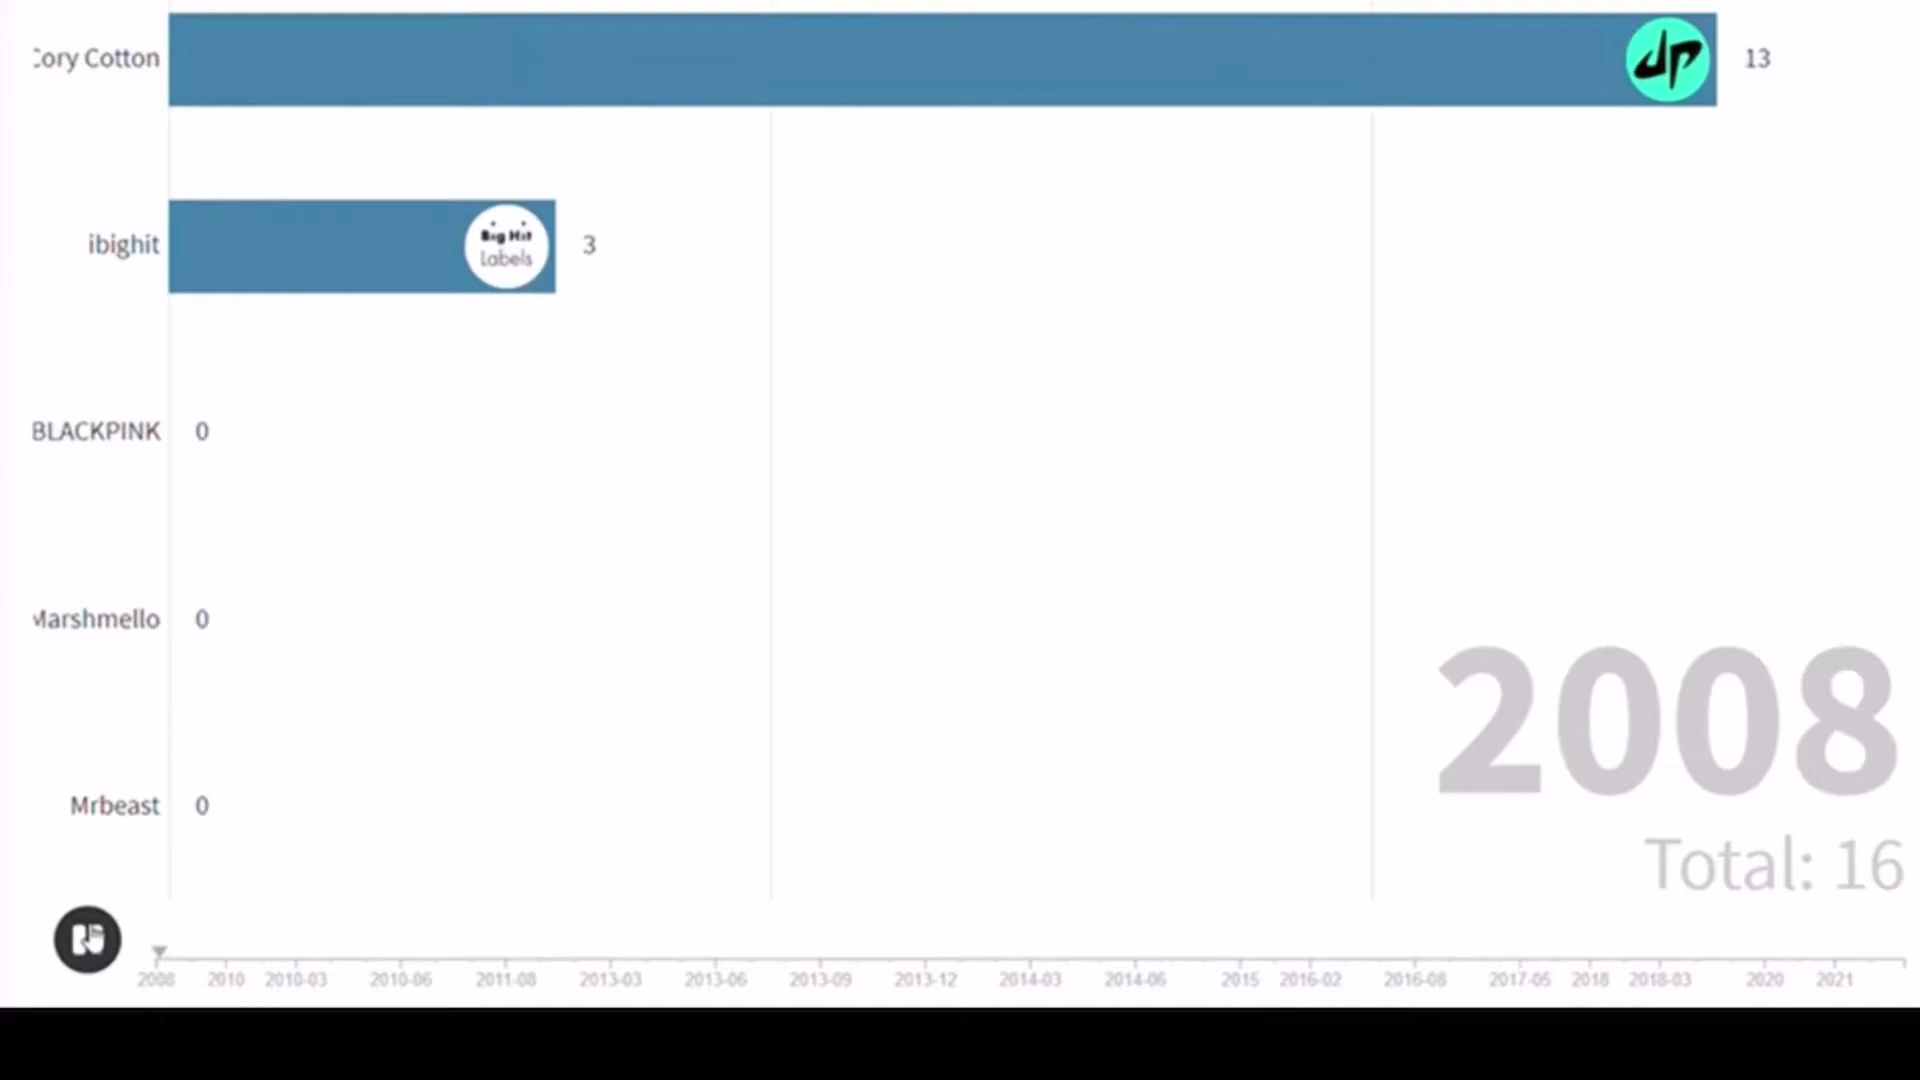 Cory Cotton 13
Big Hit
Labels
ibighit 3
BLACKPINK 0
Marshmello 0
2008
Mrbeast 0
Total: 16
2008 2010 2010-03 2010-06 2011-08 2013-03 2013-06 2013-09 2013-12 2014-03 2014-06 2015 2016-02 2016-08 2017-05 2018 2018-03 2020 2021